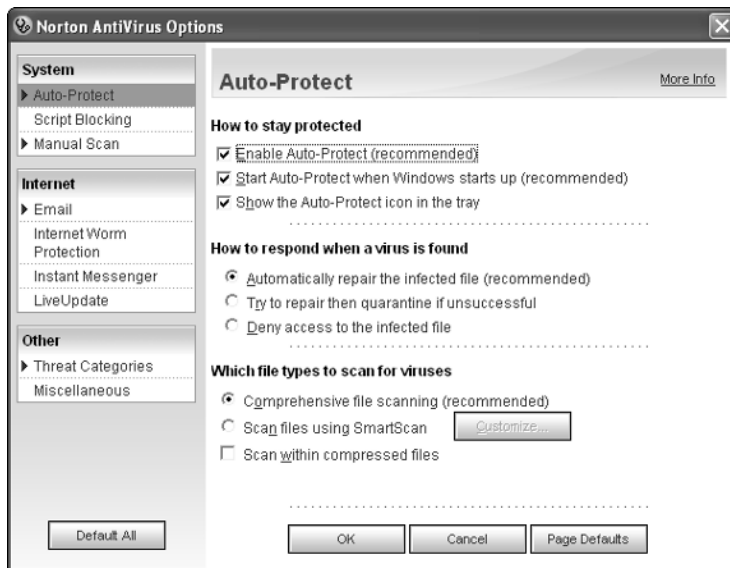 Norton AntiVirus Options
System
Auto-Protect
Script Blocking
Manual Scan
Internet
Email
Internet Worm
Protection
Instant Messenger
LiveUpdate
Other
Threat Categories
Miscellaneous
Default All
Auto-Protect
More Info
How to stay protected
Enable Auto-Protect (recommended)
Start Auto-Protect when Windows starts up (recommended)
Show the Auto-Protect icon in the tray
How to respond when a virus is found
Automatically repair the infected file (recommended)
Try to repair then quarantine if unsuccessful
Deny access to the infected file
Which file types to scan for viruses
Comprehensive file scanning (recommended)
Scan files using SmartScan
Customize...
Scan within compressed files
OK
Cancel
Page Defaults